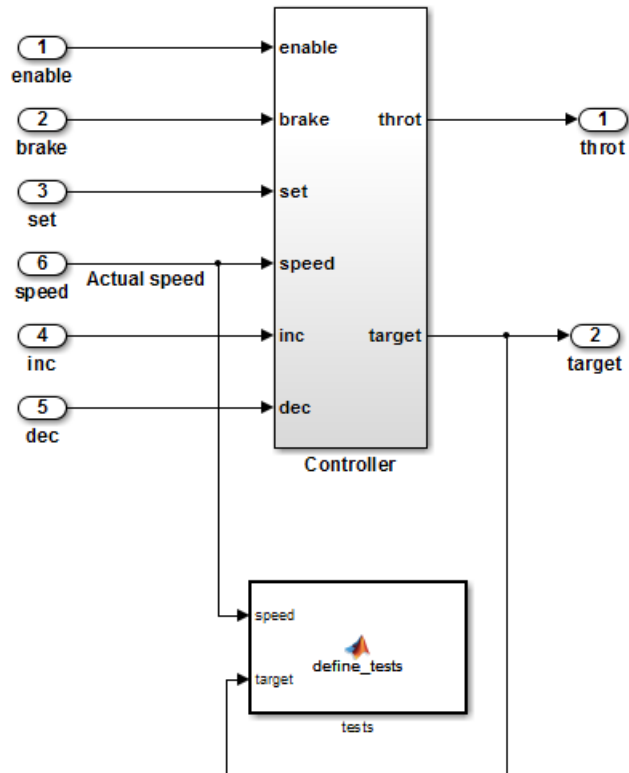 1
enable
2
brake
3
set
6
speed
Actual speed
4
inc
5
dec
enable
brake
set
speed
inc
dec
throt
target
Controller
1
throt
2
target
speed
target
define_tests
tests